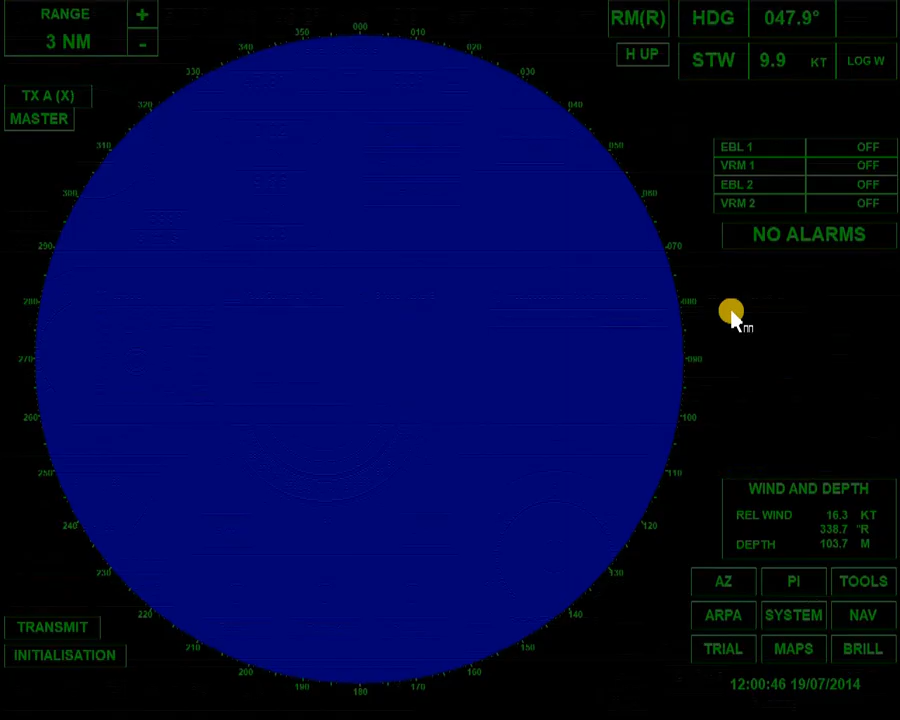 RANGE
+
3 NM
-
RM(R)
H UP
HDG 047.9°
STW 9.9 KT LOG W
TX A (X)
MASTER
EBL 1 OFF
VRM 1 OFF
EBL 2 OFF
VRM 2 OFF
NO ALARMS
000
010
020
030
040
050
060
070
080
090
100
110
120
130
140
150
160
170
180
190
200
210
220
230
240
250
260
270
280
290
300
310
320
330
340
350
WIND AND DEPTH
REL WIND 16.3 KT
338.7 °R
DEPTH 103.7 M
AZ PI TOOLS
ARPA SYSTEM NAV
TRIAL MAPS BRILL
TRANSMIT
INITIALISATION
12:00:46 19/07/2014